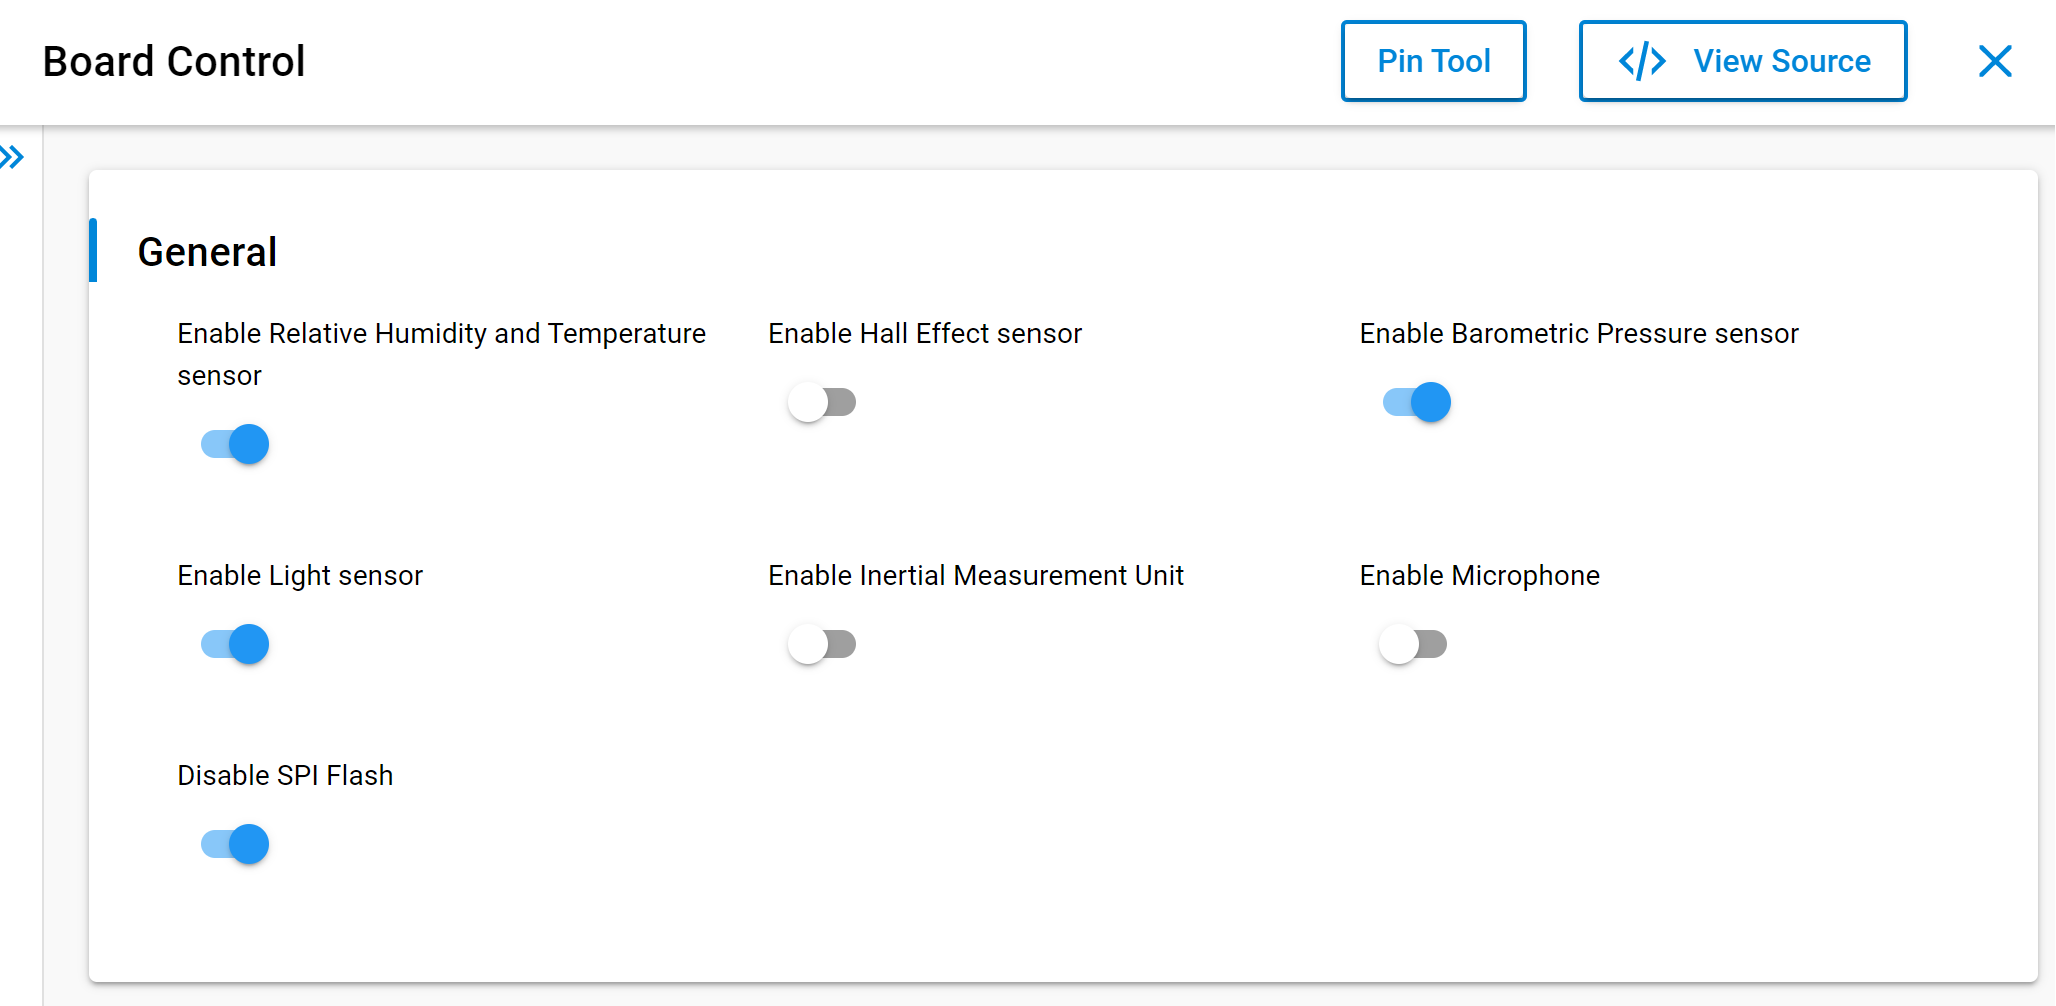 Board Control
Pin Tool
</> View Source
General
Enable Relative Humidity and Temperature
sensor
Enable Hall Effect sensor
Enable Barometric Pressure sensor
Enable Light sensor
Enable Inertial Measurement Unit
Enable Microphone
Disable SPI Flash